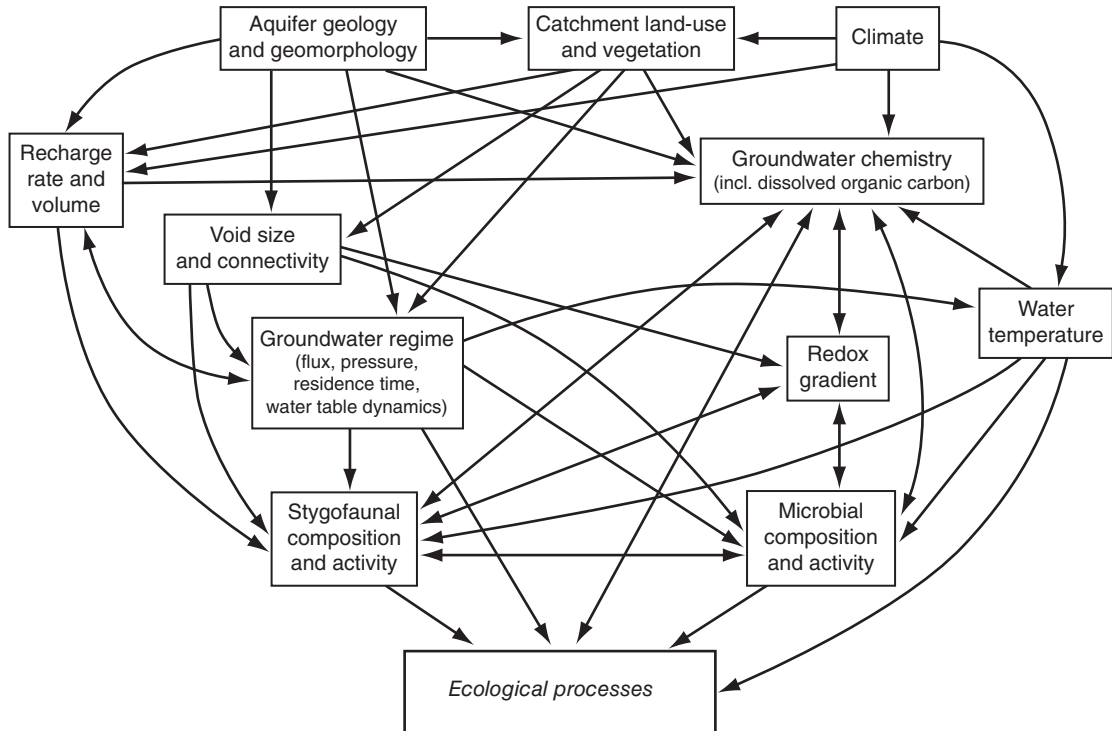 Aquifer geology
and geomorphology
Catchment land-use
and vegetation
Climate
Recharge
rate and
volume
Groundwater chemistry
(incl. dissolved organic carbon)
Void size
and connectivity
Groundwater regime
(flux, pressure,
residence time,
water table dynamics)
Water
temperature
Redox
gradient
Stygofaunal
composition
and activity
Microbial
composition
and activity
Ecological processes